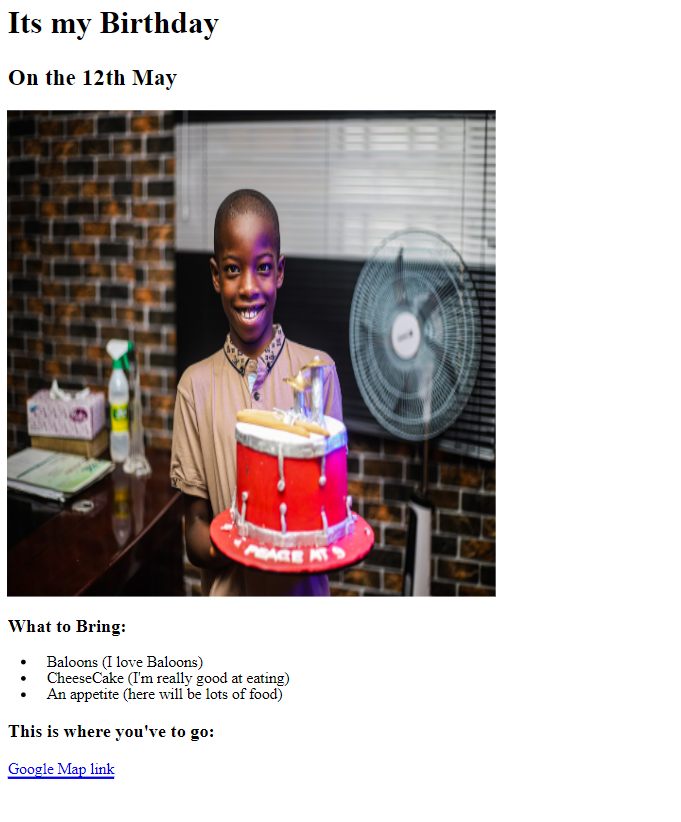 Its my Birthday
On the 12th May
PEACE AT 9
What to Bring:
Baloons (I love Baloons)
CheeseCake (I'm really good at eating)
An appetite (here will be lots of food)
This is where you've to go:
Google Map link